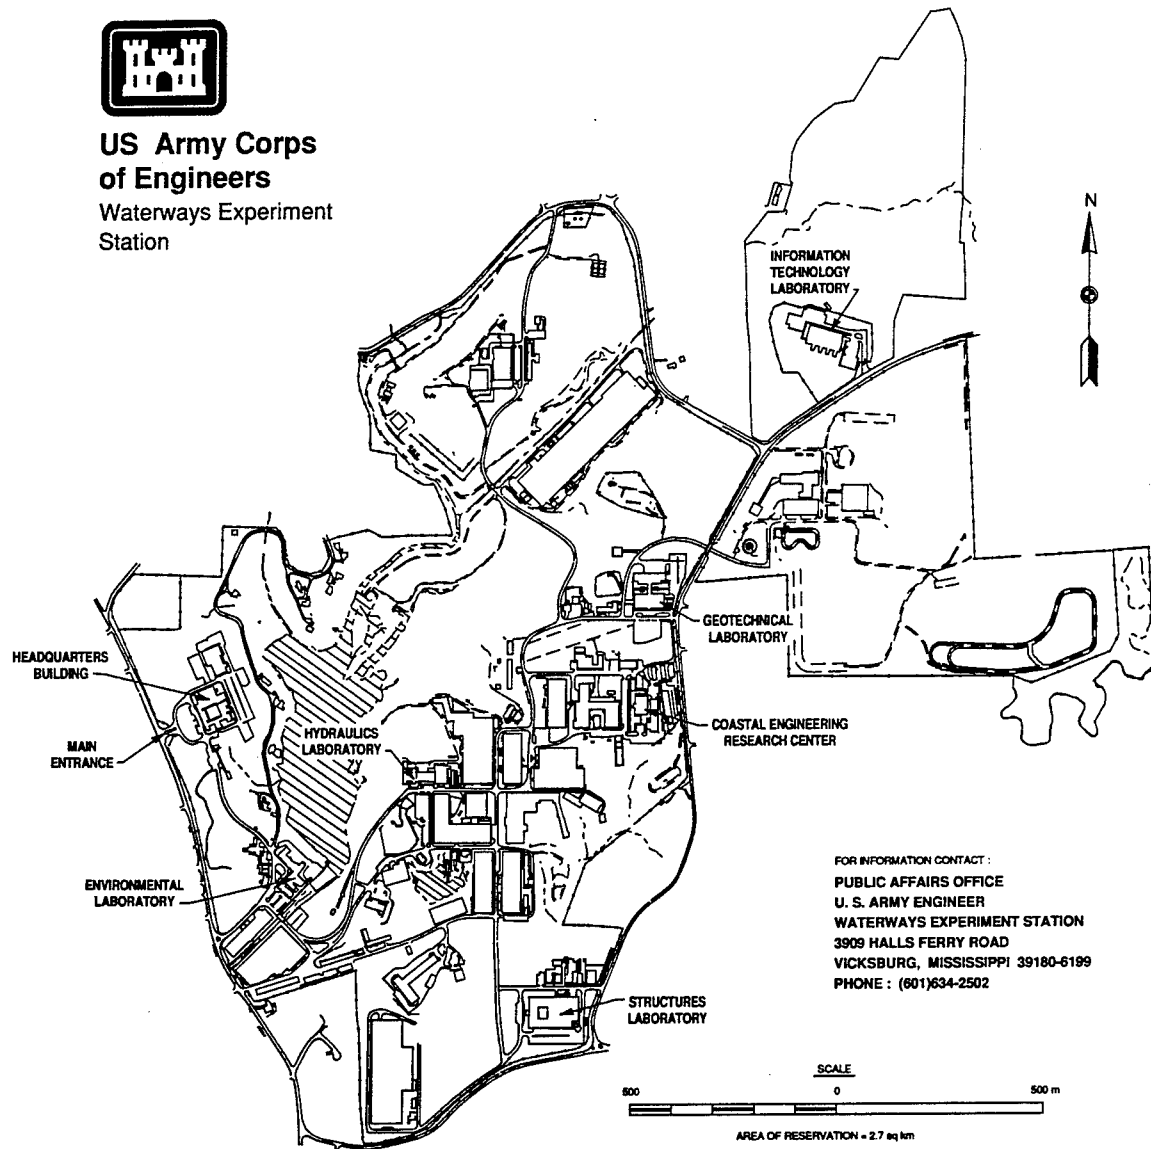 US Army Corps
of Engineers
Waterways Experiment
Station
N
INFORMATION
TECHNOLOGY
LABORATORY
GEOTECHNICAL
LABORATORY
HEADQUARTERS
BUILDING
MAIN
ENTRANCE
HYDRAULICS
LABORATORY
COASTAL ENGINEERING
RESEARCH CENTER
ENVIRONMENTAL
LABORATORY
STRUCTURES
LABORATORY
FOR INFORMATION CONTACT :
PUBLIC AFFAIRS OFFICE
U. S. ARMY ENGINEER
WATERWAYS EXPERIMENT STATION
3909 HALLS FERRY ROAD
VICKSBURG, MISSISSIPPI 39180-6199
PHONE : (601)634-2502
SCALE
500 0 500 m
AREA OF RESERVATION = 2.7 sq km